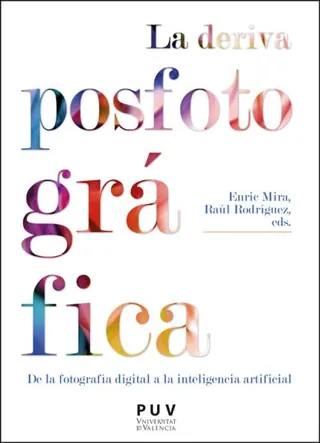 La deriva
posfoto
grá
fica
Enric Mira,
Raúl Rodríguez,
eds.
De la fotografía digital a la inteligencia artificial
PUV
UNIVERSITAT
DE VALÈNCIA